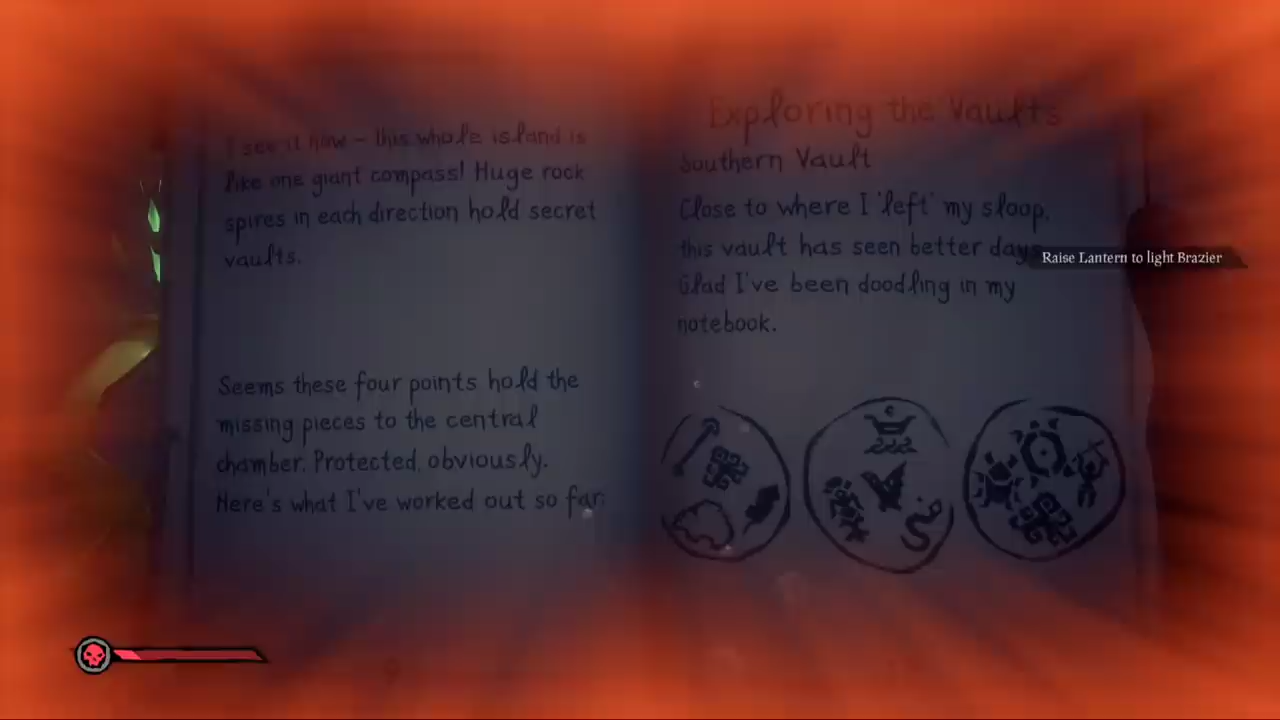 I see it now - this whole island is
like one giant compass! Huge rock
spires in each direction hold secret
vaults.
Seems these four points hold the
missing pieces to the central
chamber. Protected, obviously.
Here's what I've worked out so far:
Exploring the Vaults
Southern Vault
Close to where I 'left' my sloop,
this vault has seen better days.
Glad I've been doodling in my
notebook.
Raise Lantern to light Brazier